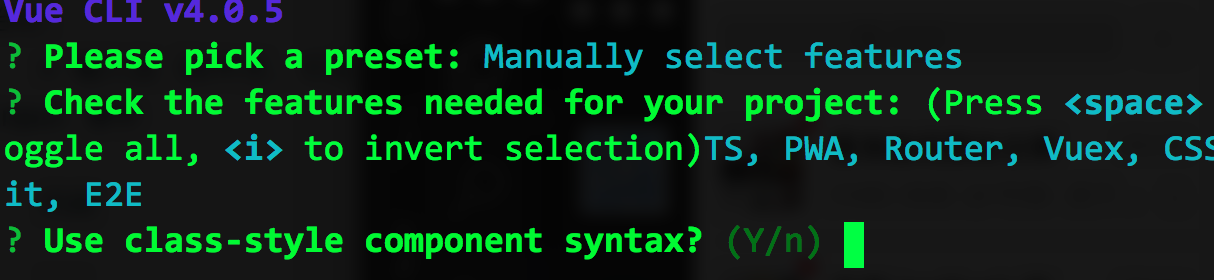 Vue CLI v4.0.5
? Please pick a preset: Manually select features
? Check the features needed for your project: (Press <space>
oggle all, <i> to invert selection)TS, PWA, Router, Vuex, CSS
it, E2E
? Use class-style component syntax? (Y/n)